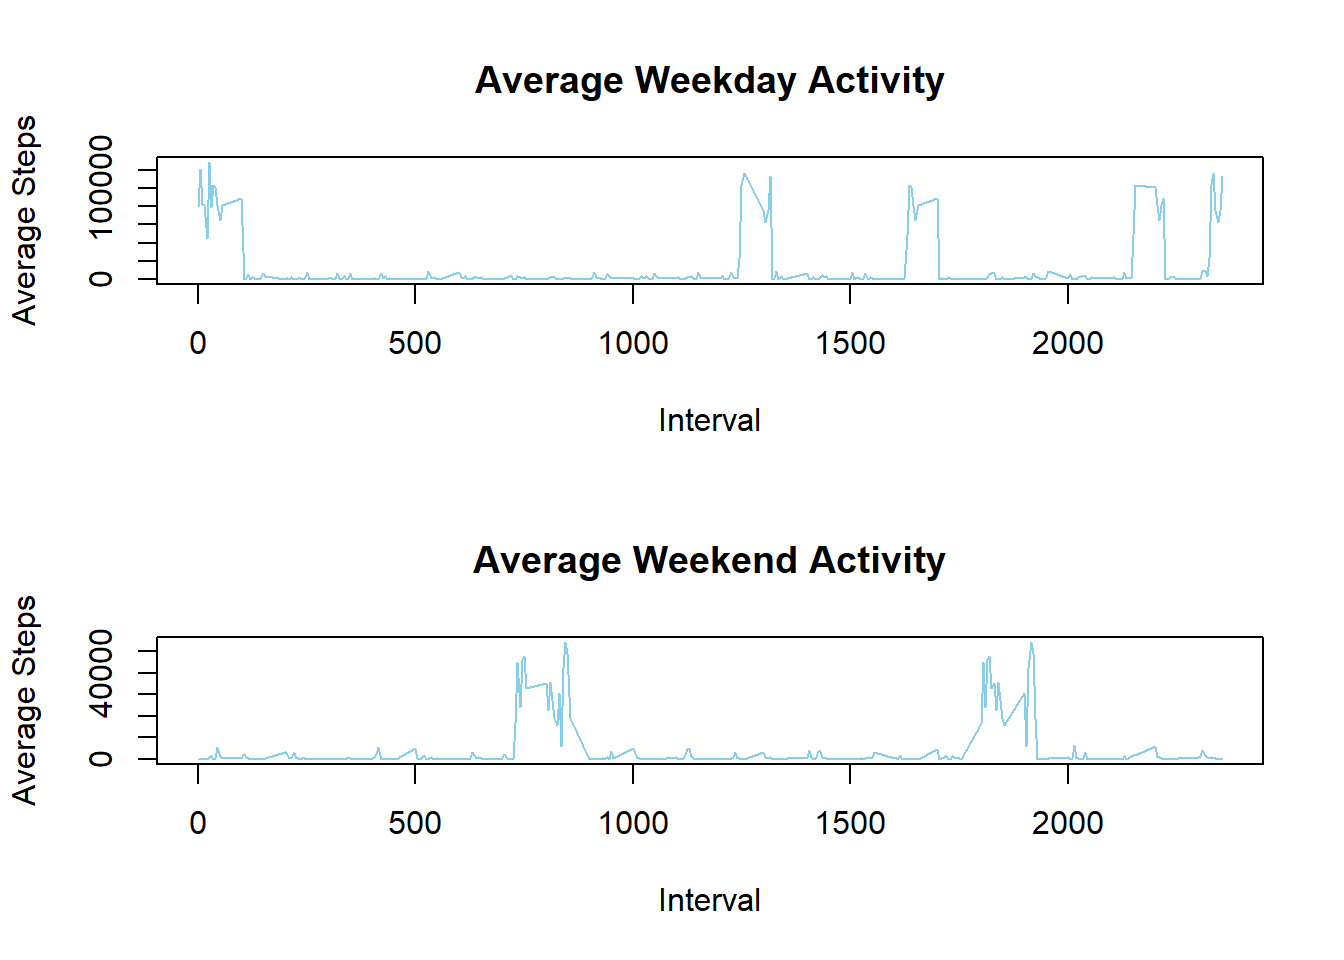 Average Weekday Activity
Average Steps
100000
0
0 500 1000 1500 2000
Interval
Average Weekend Activity
Average Steps
40000
0
0 500 1000 1500 2000
Interval